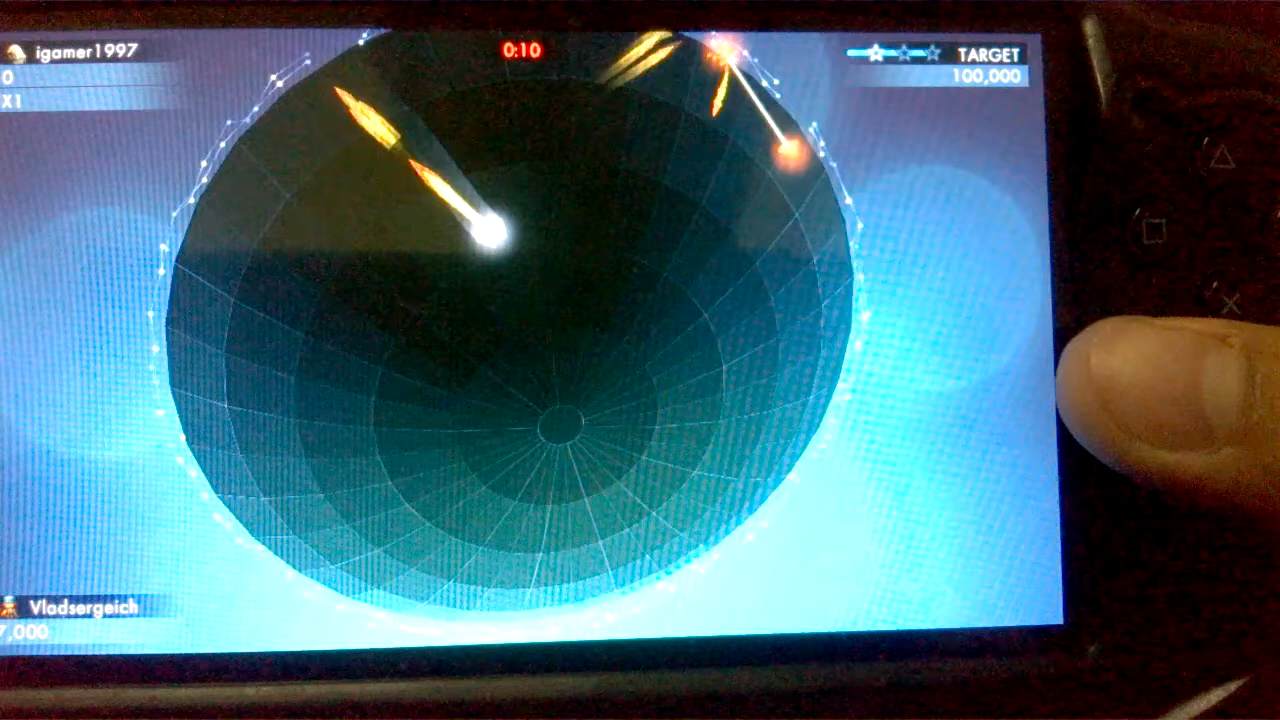 igamer1997
0
X1
0:10
TARGET
100,000
Vladsergeich
7,000